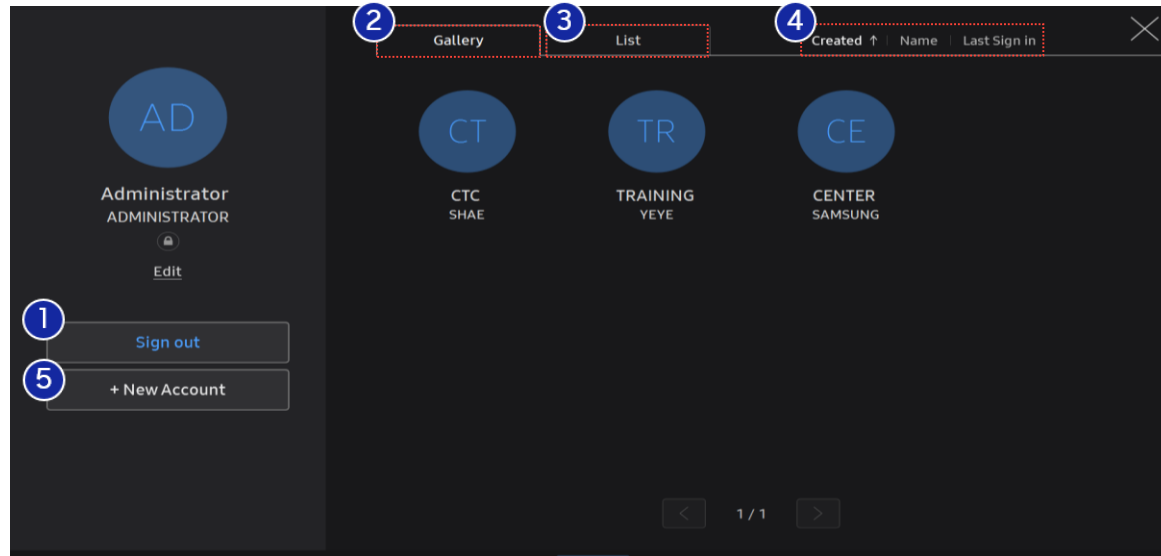 AD
Administrator
ADMINISTRATOR
Edit
1
Sign out
5
+ New Account
2
Gallery
3
List
4
Created ↑ | Name | Last Sign in
CT
CTC
SHAE
TR
TRAINING
YEYE
CE
CENTER
SAMSUNG
< 1 / 1 >